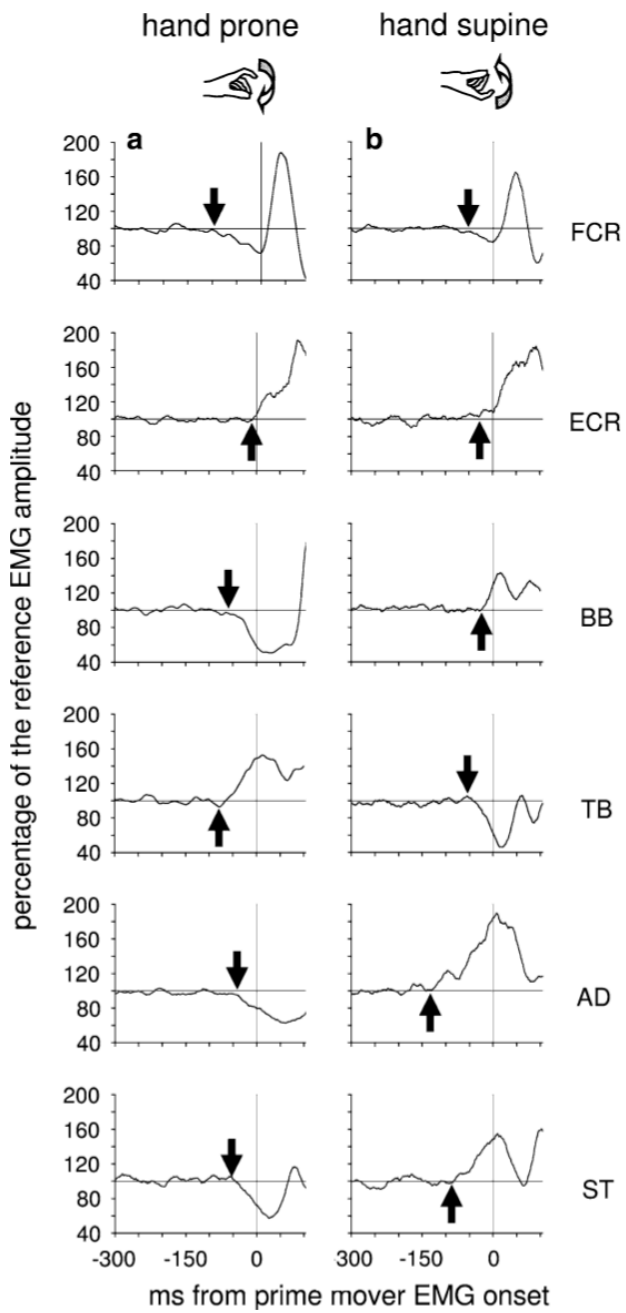 hand prone hand supine
a b
200
160
120
80
40
FCR
200
160
120
80
40
ECR
200
160
120
80
40
BB
200
160
120
80
40
TB
200
160
120
80
40
AD
200
160
120
80
40
ST
-300 -150 0 -300 -150 0
ms from prime mover EMG onset
percentage of the reference EMG amplitude